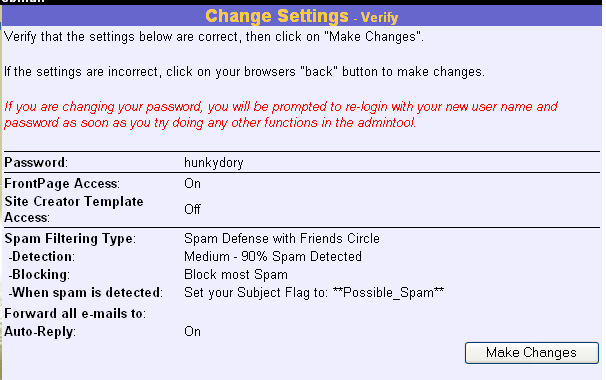 Change Settings - Verify
Verify that the settings below are correct, then click on "Make Changes".
If the settings are incorrect, click on your browsers "back" button to make changes.
If you are changing your password, you will be prompted to re-login with your new user name and
password as soon as you try doing any other functions in the admintool.
Password: hunkydory
FrontPage Access: On
Site Creator Template
Access: Off
Spam Filtering Type: Spam Defense with Friends Circle
-Detection: Medium - 90% Spam Detected
-Blocking: Block most Spam
-When spam is detected: Set your Subject Flag to: **Possible_Spam**
Forward all e-mails to:
Auto-Reply: On
Make Changes